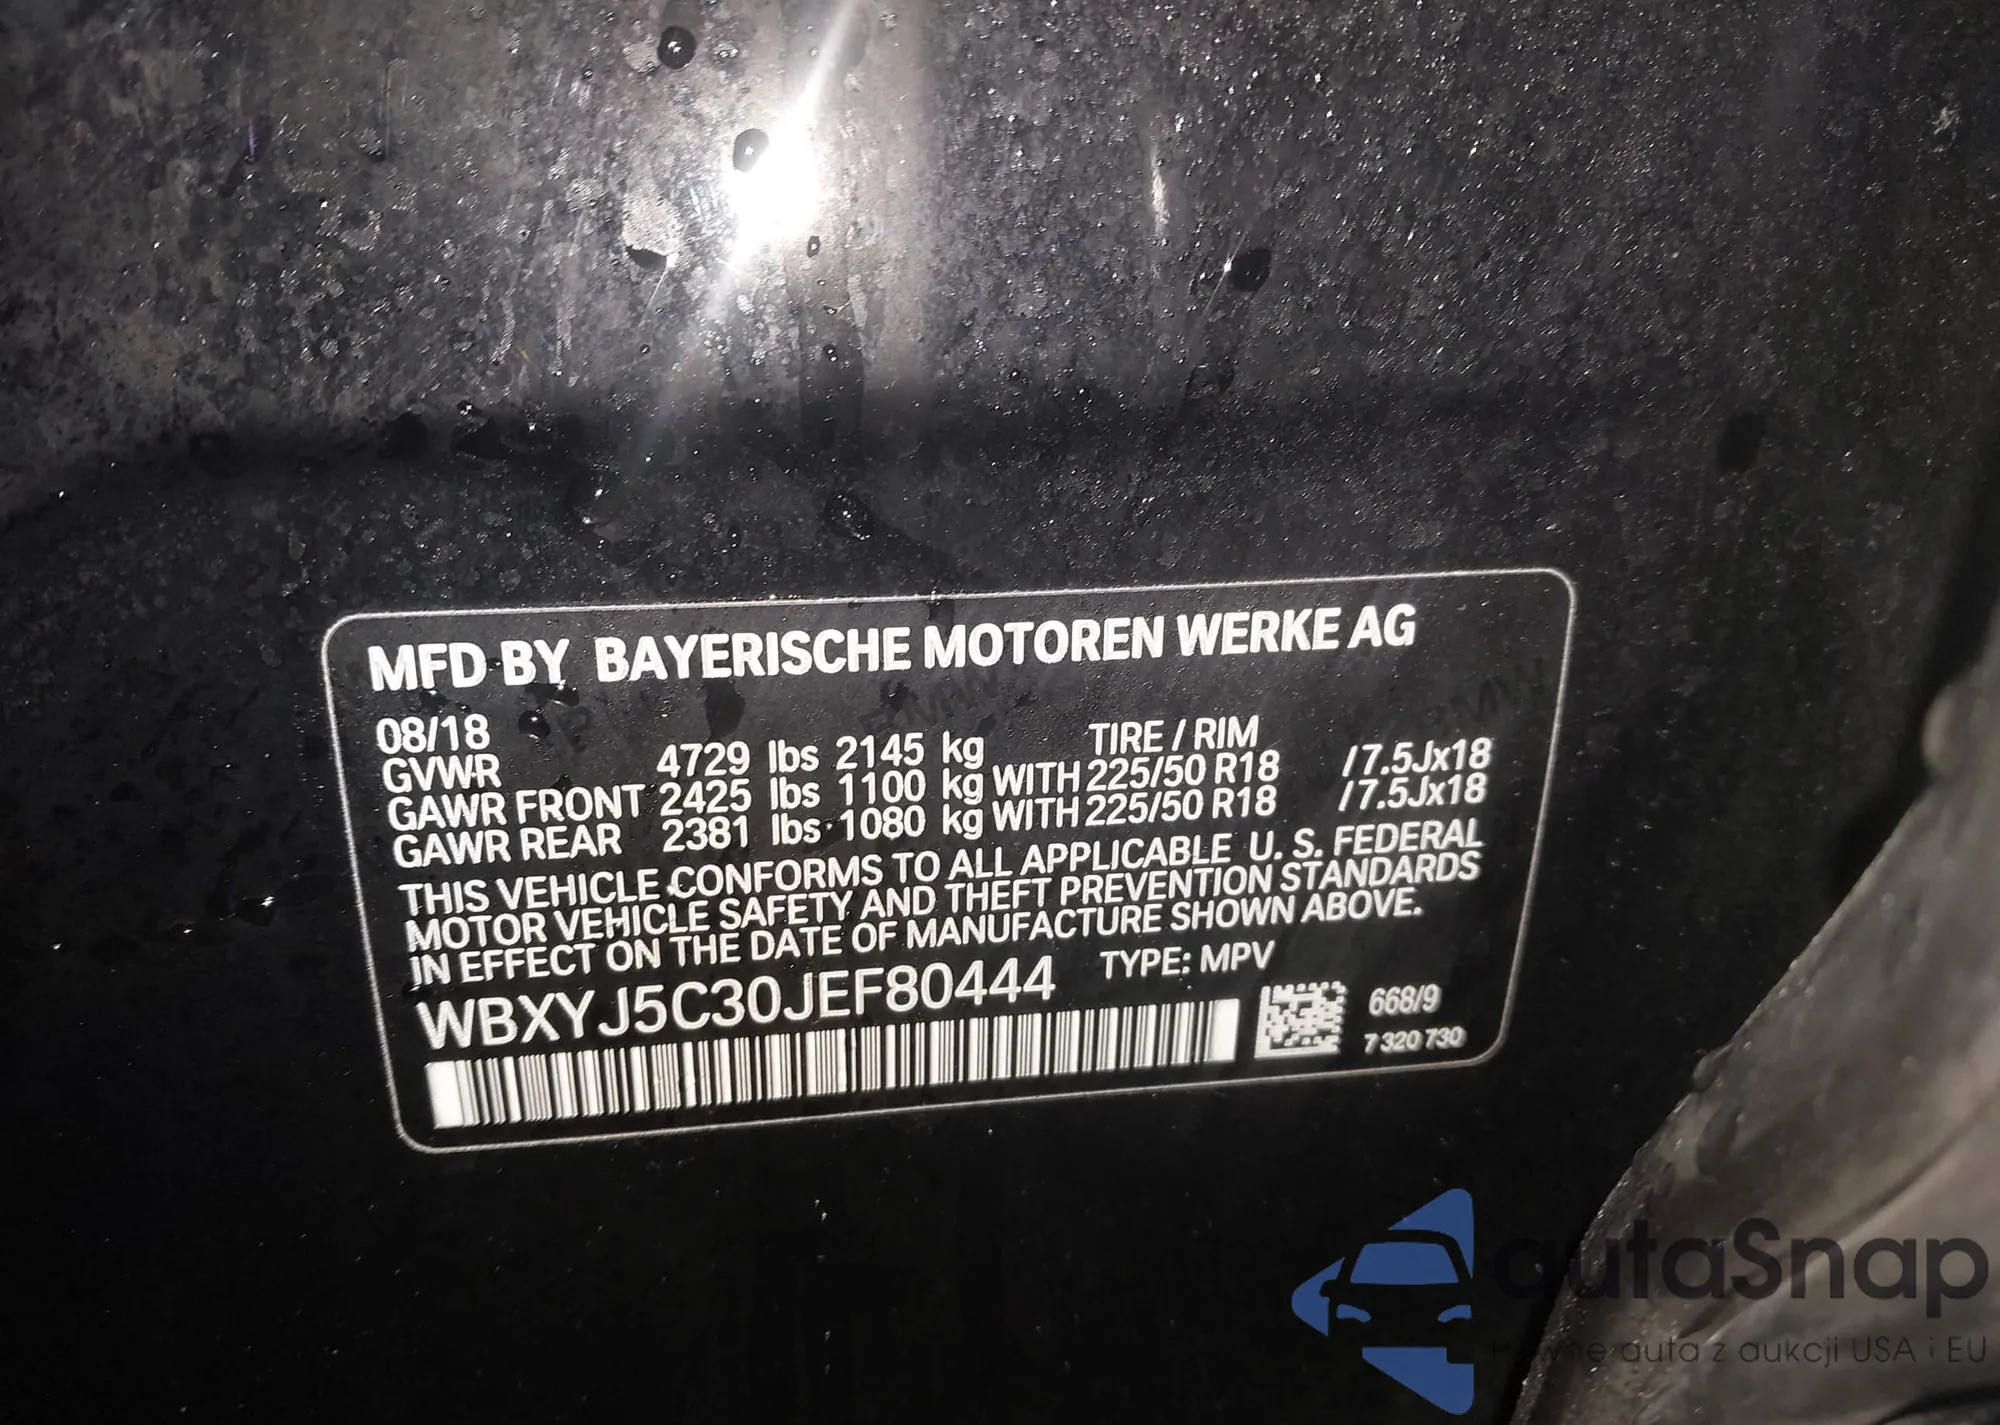 MFD BY BAYERISCHE MOTOREN WERKE AG
08/18 TIRE / RIM
GVWR 4729 lbs 2145 kg
GAWR FRONT 2425 lbs 1100 kg WITH 225/50 R18 /7.5Jx18
GAWR REAR 2381 lbs 1080 kg WITH 225/50 R18 /7.5Jx18
THIS VEHICLE CONFORMS TO ALL APPLICABLE U. S. FEDERAL
MOTOR VEHICLE SAFETY AND THEFT PREVENTION STANDARDS
IN EFFECT ON THE DATE OF MANUFACTURE SHOWN ABOVE.
WBXYJ5C30JEF80444 TYPE: MPV
668/9
7 320 730
autaSnap
Pewne auta z aukcji USA i EU